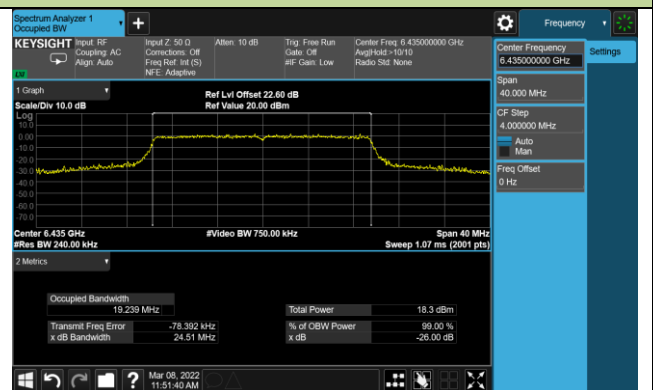 Spectrum Analyzer 1
Occupied BW
+
Frequency
KEYSIGHT
Input: RF
Coupling: AC
Align: Auto
Input Z: 50 Ω
Corrections: Off
Freq Ref: Int (S)
NFE: Adaptive
Atten: 10 dB
Trig: Free Run
Gate: Off
#IF Gain: Low
Center Freq: 6.435000000 GHz
Avg|Hold:>10/10
Radio Std: None
Center Frequency
6.435000000 GHz
Settings
Span
40.000 MHz
CF Step
4.000000 MHz
Auto
Man
Freq Offset
0 Hz
1 Graph
Scale/Div 10.0 dB
Ref Lvl Offset 22.60 dB
Ref Value 20.00 dBm
Log
10.0
0.00
-10.0
-20.0
-30.0
-40.0
-50.0
-60.0
-70.0
Center 6.435 GHz
#Video BW 750.00 kHz
Span 40 MHz
#Res BW 240.00 kHz
Sweep 1.07 ms (2001 pts)
2 Metrics
Occupied Bandwidth
19.239 MHz
Total Power 18.3 dBm
Transmit Freq Error -78.392 kHz
% of OBW Power 99.00 %
x dB Bandwidth 24.51 MHz
x dB -26.00 dB
?
Mar 08, 2022
11:51:40 AM